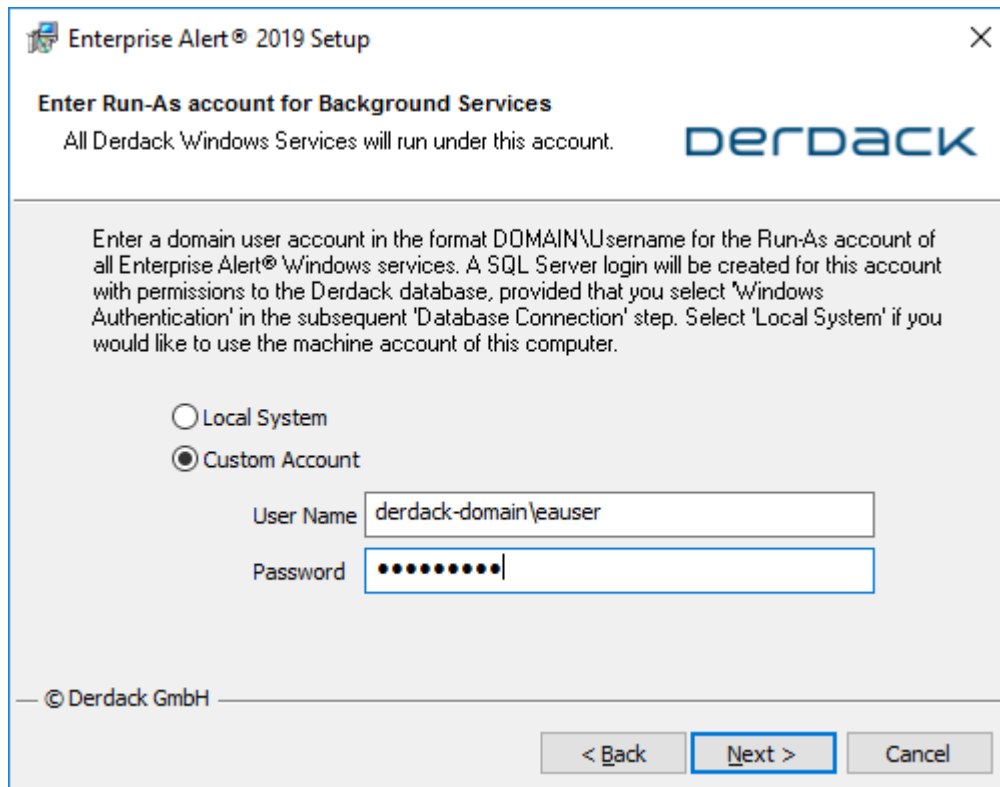 Enterprise Alert® 2019 Setup
Enter Run-As account for Background Services
All Derdack Windows Services will run under this account.
DERDACK
Enter a domain user account in the format DOMAIN\Username for the Run-As account of
all Enterprise Alert® Windows services. A SQL Server login will be created for this account
with permissions to the Derdack database, provided that you select 'Windows
Authentication' in the subsequent 'Database Connection' step. Select 'Local System' if you
would like to use the machine account of this computer.
Local System
Custom Account
User Name derdack-domain\eauser
Password •••••••••
© Derdack GmbH
< Back Next > Cancel